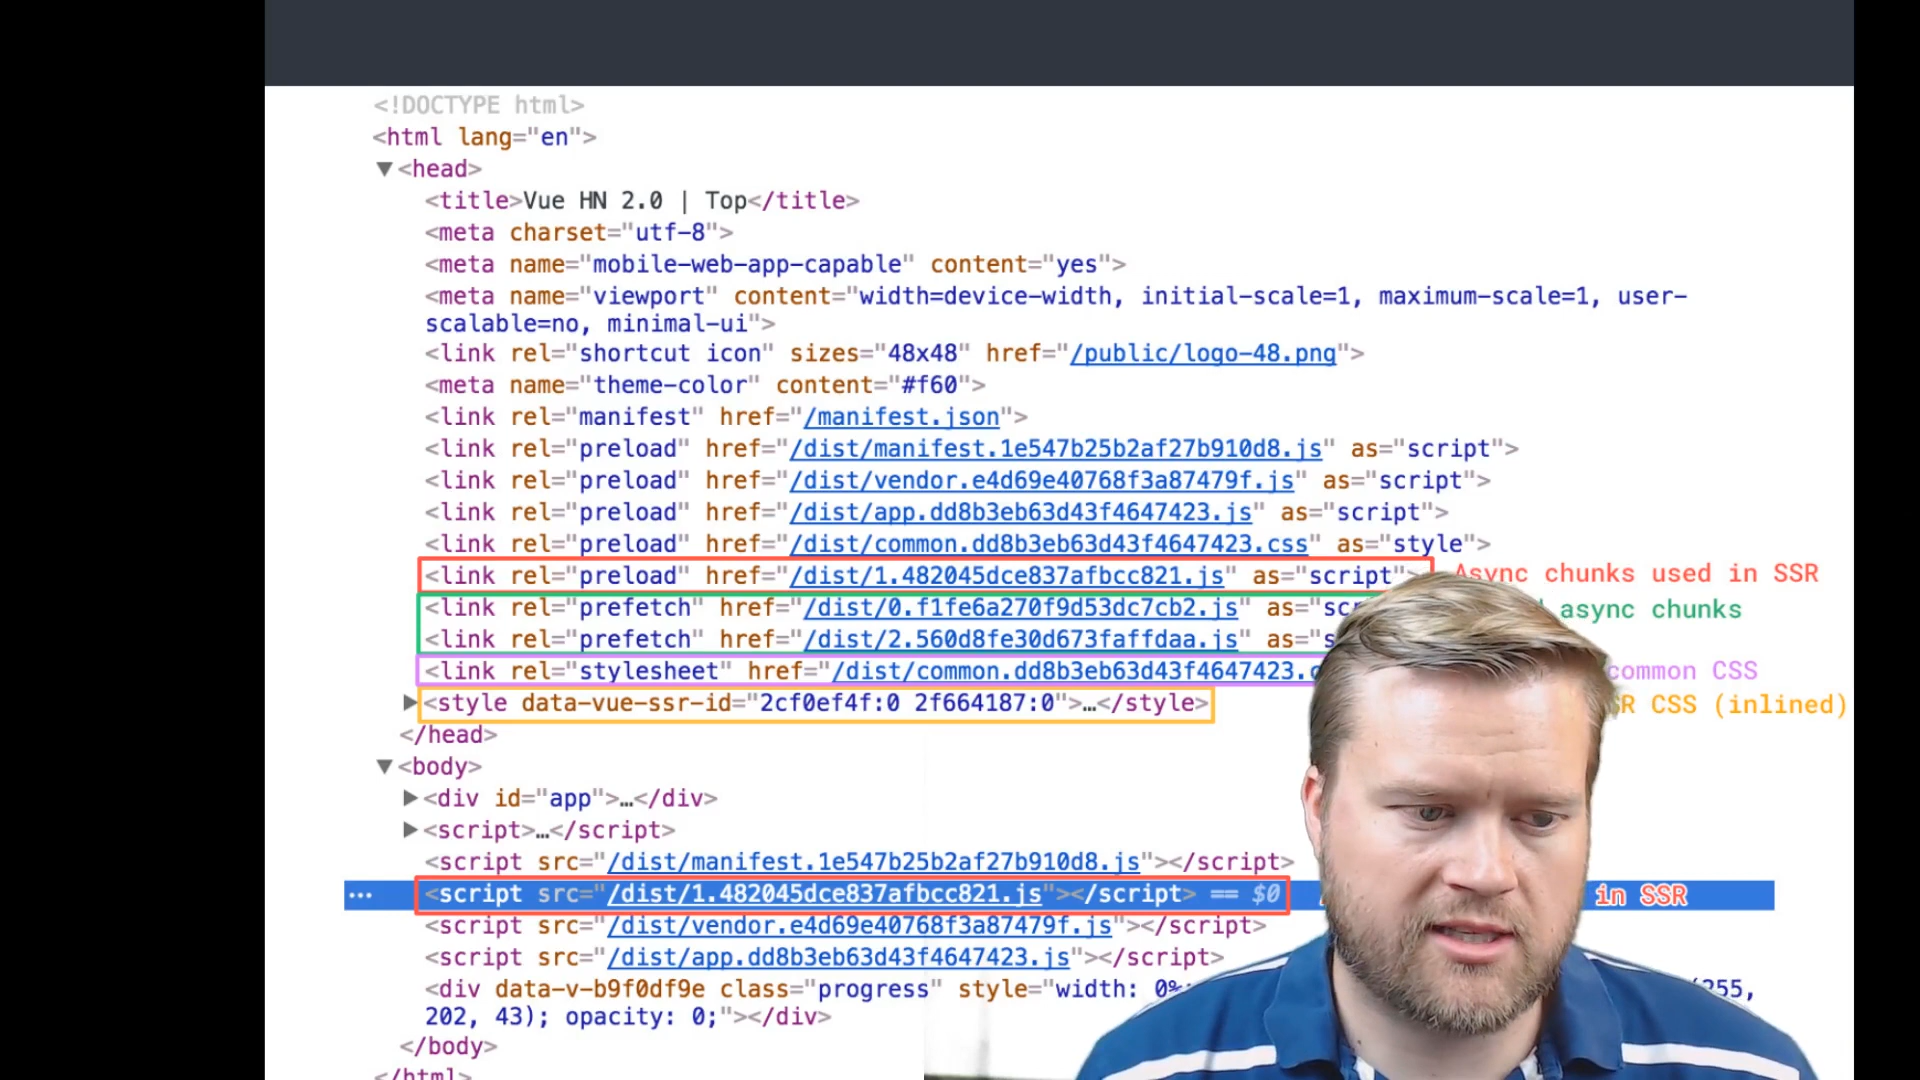 <!DOCTYPE html>
<html lang="en">
▼<head>
<title>Vue HN 2.0 | Top</title>
<meta charset="utf-8">
<meta name="mobile-web-app-capable" content="yes">
<meta name="viewport" content="width=device-width, initial-scale=1, maximum-scale=1, user-
scalable=no, minimal-ui">
<link rel="shortcut icon" sizes="48x48" href="/public/logo-48.png">
<meta name="theme-color" content="#f60">
<link rel="manifest" href="/manifest.json">
<link rel="preload" href="/dist/manifest.1e547b25b2af27b910d8.js" as="script">
<link rel="preload" href="/dist/vendor.e4d69e40768f3a87479f.js" as="script">
<link rel="preload" href="/dist/app.dd8b3eb63d43f4647423.js" as="script">
<link rel="preload" href="/dist/common.dd8b3eb63d43f4647423.css" as="style">
<link rel="preload" href="/dist/1.482045dce837afbcc821.js" as="script"> Async chunks used in SSR
<link rel="prefetch" href="/dist/0.f1fe6a270f9d53dc7cb2.js" as="scr async chunks
<link rel="prefetch" href="/dist/2.560d8fe30d673faffdaa.js" as="s
<link rel="stylesheet" href="/dist/common.dd8b3eb63d43f4647423.c common CSS
▶<style data-vue-ssr-id="2cf0ef4f:0 2f664187:0">…</style> CSS (inlined)
</head>
▼<body>
▶<div id="app">…</div>
▶<script>…</script>
<script src="/dist/manifest.1e547b25b2af27b910d8.js"></script>
… <script src="/dist/1.482045dce837afbcc821.js"></script> == $0 in SSR
<script src="/dist/vendor.e4d69e40768f3a87479f.js"></script>
<script src="/dist/app.dd8b3eb63d43f4647423.js"></script>
<div data-v-b9f0df9e class="progress" style="width: 0% (255,
202, 43); opacity: 0;"></div>
</body>
</html>